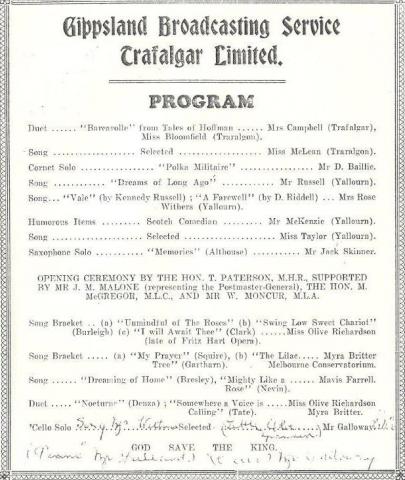 Gippsland Broadcasting Service
Trafalgar Limited.
PROGRAM
Duet ...... "Barcarolle" from Tales of Hoffman ...... Mrs Campbell (Trafalgar),
Miss Bloomfield (Traralgon).
Song ................... Selected ................... Miss McLean (Traralgon).
Cornet Solo ................ "Polka Militaire" ................ Mr D. Baillie.
Song ............ "Dreams of Long Ago" ............ Mr Russell (Yallourn).
Song... "Vale" (by Kennedy Russell) ; "A Farewell" (by D. Riddell) ... Mrs Rose
Withers (Yallourn).
Humorous Items ......... Scotch Comedian ......... Mr McKenzie (Yallourn).
Song .................... Selected .................... Miss Taylor (Yallourn).
Saxophone Solo ........... "Memories" (Althouse) ........... Mr Jack Skinner.
OPENING CEREMONY BY THE HON. T. PATERSON, M.H.R., SUPPORTED
BY MR J. M. MALONE (representing the Postmaster-General), THE HON. M.
McGREGOR, M.L.C., AND MR W. MONCUR, M.L.A.
Song Bracket .. (a) "Unmindful of The Roses" (b) "Swing Low Sweet Chariot"
(Burleigh) (c) "I will Await Thee" (Clark) ..... Miss Olive Richardson
(late of Fritz Hart Opera).
Song Bracket ..... (a) "My Prayer" (Squire), (b) "The Lilac..... Myra Britter
Tree" (Gartharn). Melbourne Conservatorium.
Song ...... "Dreaming of Home" (Bresley), "Mighty Like a ...... Mavis Farrell.
Rose" (Nevin).
Duet ..... "Nocturne" (Denza) ; "Somewhere a Voice is ..... Miss Olive Richardson
Calling" (Tate). Myra Britter.
'Cello Solo Selected Mr Galloway
GOD SAVE THE KING.